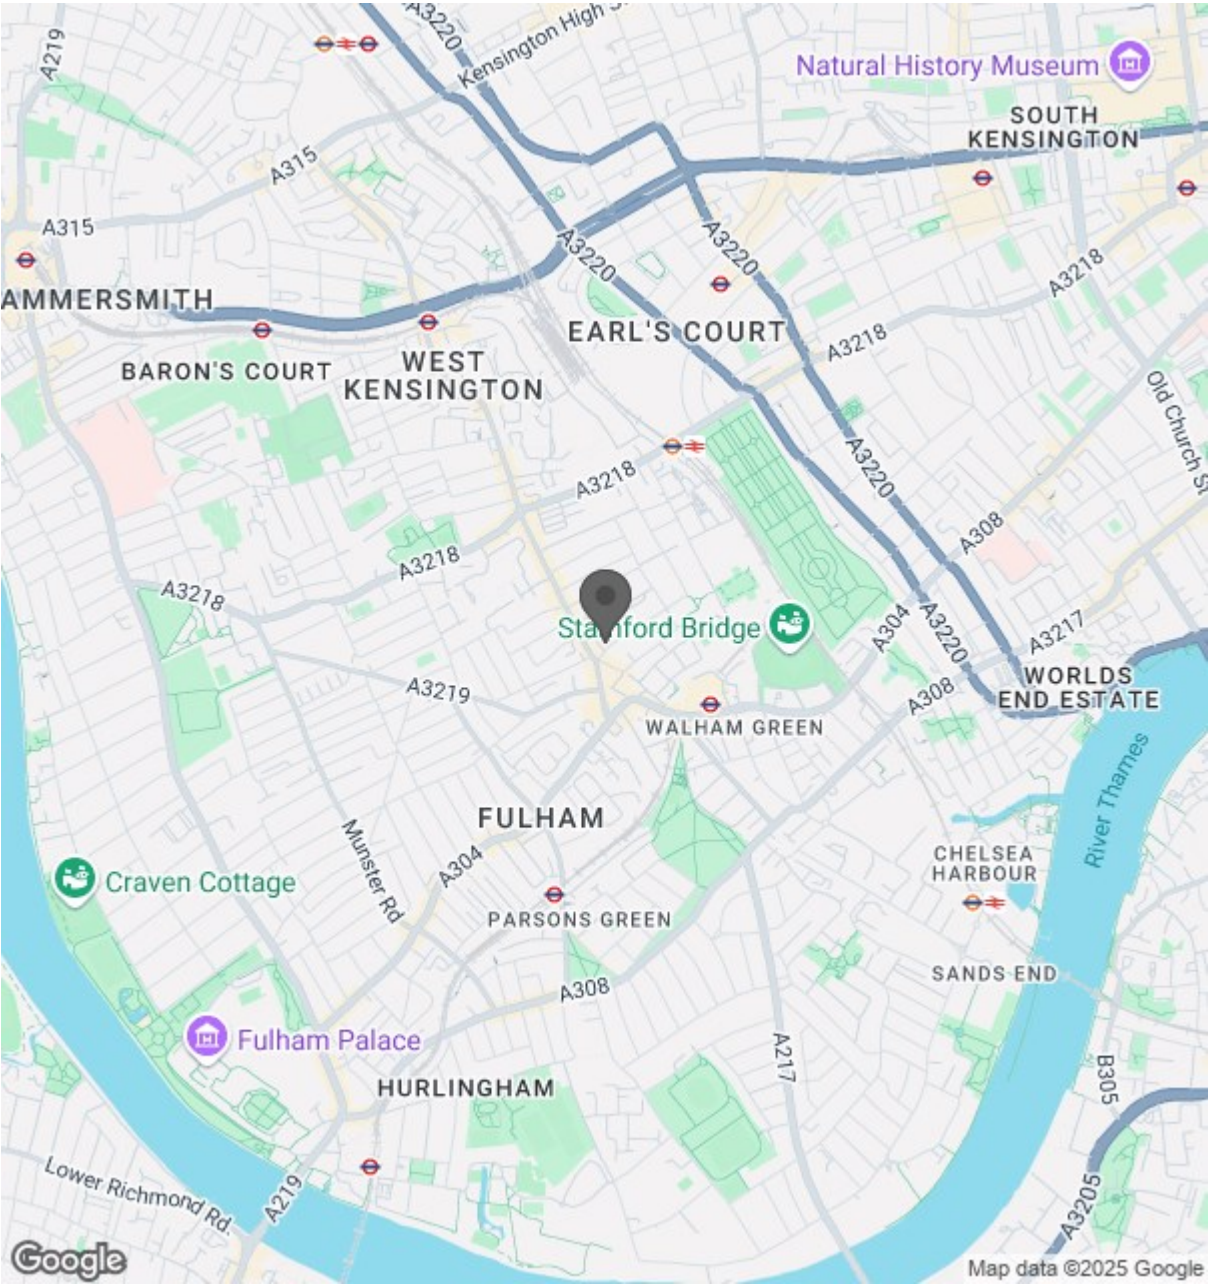 A3220
Kensington High S
A219
Natural History Museum
SOUTH
KENSINGTON
A315
A315
A3220
A3220
A3218
AMMERSMITH
EARL'S COURT
A3218
BARON'S COURT
WEST
KENSINGTON
Old Church St
A3218
A3220
A308
A3218
A3218
Stamford Bridge
A304
A3220
A3217
A3219
A308
WORLDS
END ESTATE
WALHAM GREEN
River Thames
FULHAM
Munster Rd
A304
CHELSEA
HARBOUR
Craven Cottage
PARSONS GREEN
SANDS END
A308
Fulham Palace
A217
B305
HURLINGHAM
Lower Richmond Rd.
A219
A3205
Google
Map data ©2025 Google